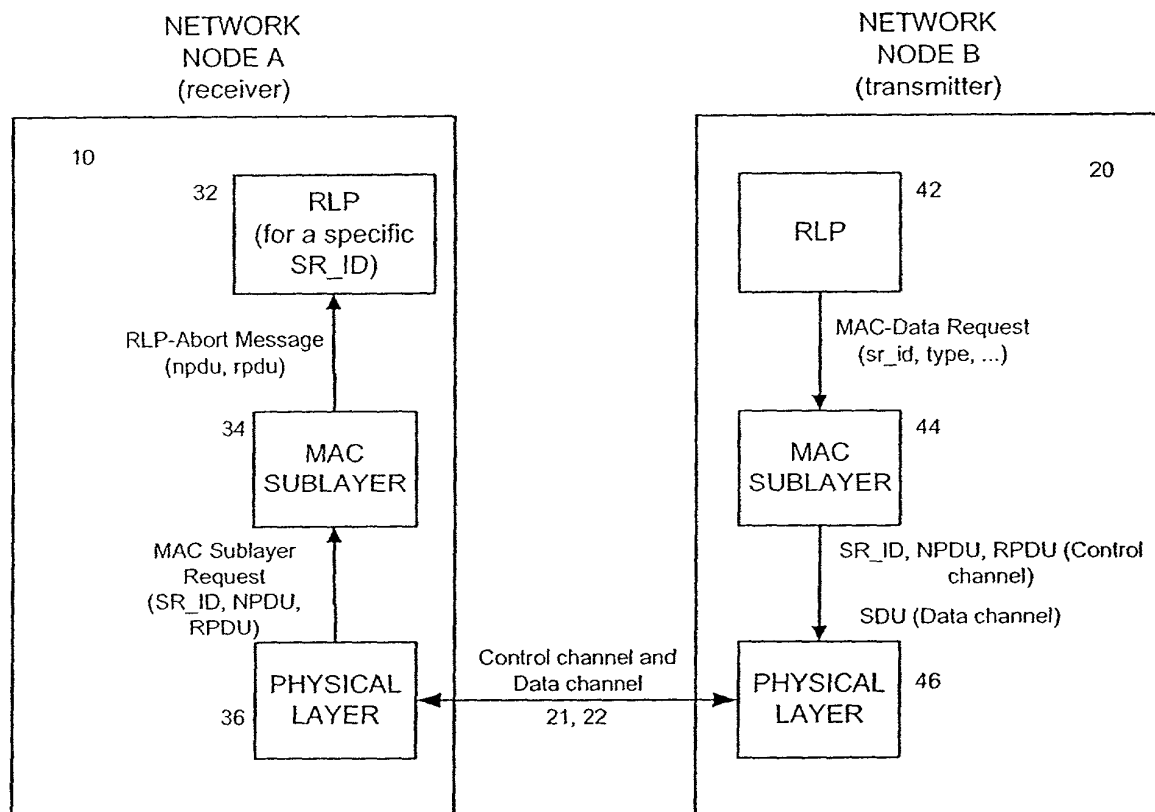 NETWORK
NODE A
(receiver)
NETWORK
NODE B
(transmitter)
10
20
32
RLP
(for a specific
SR_ID)
42
RLP
RLP-Abort Message
(npdu, rpdu)
MAC-Data Request
(sr_id, type, ...)
34
MAC
SUBLAYER
44
MAC
SUBLAYER
MAC Sublayer
Request
(SR_ID, NPDU,
RPDU)
SR_ID, NPDU, RPDU (Control
channel)
SDU (Data channel)
36
PHYSICAL
LAYER
Control channel and
Data channel
21, 22
PHYSICAL
LAYER
46